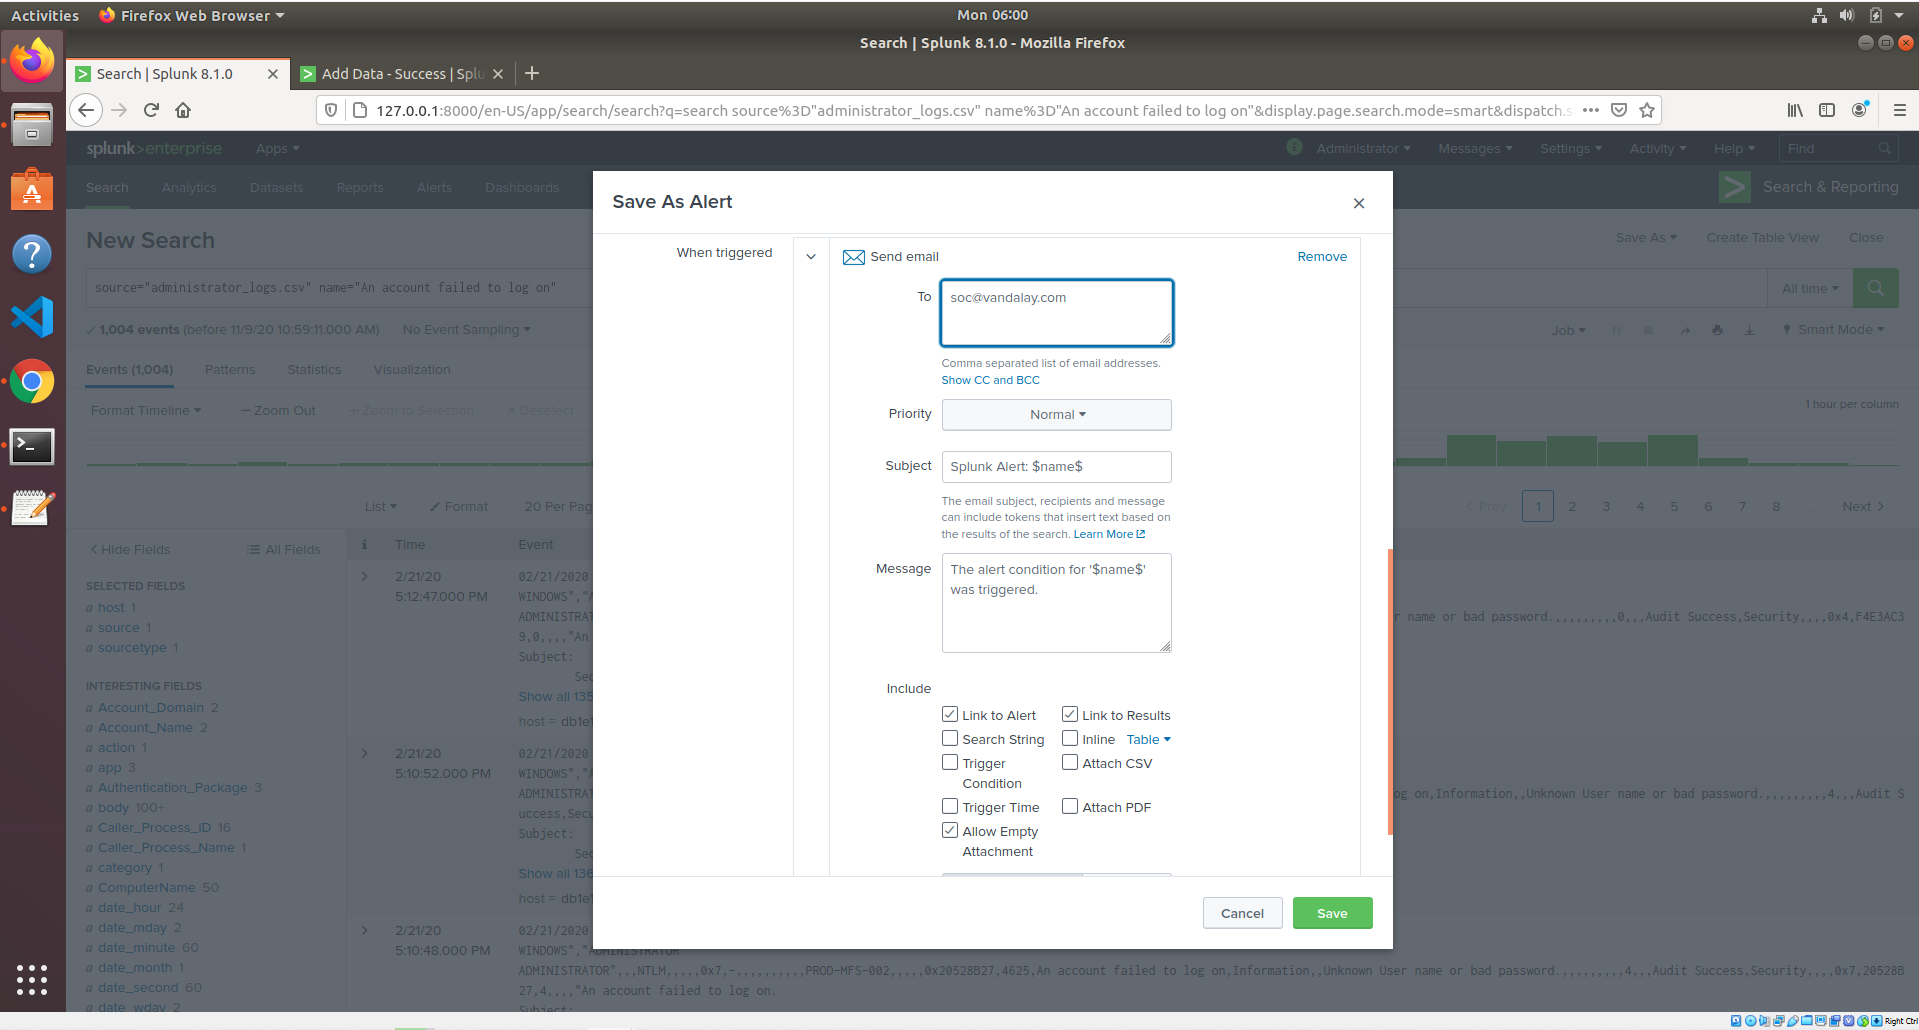 Activities Firefox Web Browser Mon 06:00
Search | Splunk 8.1.0 - Mozilla Firefox
Search | Splunk 8.1.0 Add Data - Success | Splu
127.0.0.1:8000/en-US/app/search/search?q=search source%3D"administrator_logs.csv" name%3D"An account failed to log on"&display.page.search.mode=smart&dispatch.s
splunk>enterprise Apps Administrator Messages Settings Activity Help Find
Search Analytics Datasets Reports Alerts Dashboards Search & Reporting
Save As Alert
New Search Save As Create Table View Close
source="administrator_logs.csv" name="An account failed to log on" All time
1,004 events (before 11/9/20 10:59:11.000 AM) No Event Sampling Job Smart Mode
Events (1,004) Patterns Statistics Visualization
Format Timeline — Zoom Out + Zoom to Selection × Deselect 1 hour per column
When triggered
Send email Remove
To soc@vandalay.com
Comma separated list of email addresses.
Show CC and BCC
Priority Normal
Subject Splunk Alert: $name$
The email subject, recipients and message
can include tokens that insert text based on
the results of the search. Learn More
Message The alert condition for '$name$'
was triggered.
Include
Link to Alert Link to Results
Search String Inline Table
Trigger
Condition Attach CSV
Trigger Time Attach PDF
Allow Empty
Attachment
Cancel Save
List Format 20 Per Pag < Prev 1 2 3 4 5 6 7 8 ... Next >
< Hide Fields All Fields
SELECTED FIELDS
a host 1
a source 1
a sourcetype 1
INTERESTING FIELDS
a Account_Domain 2
a Account_Name 2
a action 1
a app 3
a Authentication_Package 3
a body 100+
a Caller_Process_ID 16
a Caller_Process_Name 1
a category 1
a ComputerName 50
a date_hour 24
a date_mday 2
a date_minute 60
a date_month 1
a date_second 60
a date_wday 2
i Time Event
2/21/20
5:12:47.000 PM
02/21/2020
WINDOWS","A
ADMINISTRAT r name or bad password.,,,,,,,,,,0,,,Audit Success,Security,,,,0x4,F4E3AC3
9,0,,,,"An
Subject:
Sec
Show all 135
host = db1e1
2/21/20
5:10:52.000 PM
02/21/2020
WINDOWS","A
ADMINISTRAT og on,Information,,Unknown User name or bad password.,,,,,,,,,,4,,,Audit S
uccess,Secu
Subject:
Sec
Show all 136
host = db1e1
2/21/20
5:10:48.000 PM
02/21/2020
WINDOWS","ADMINISTRATOR
ADMINISTRATOR",,,NTLM,,,,,0x7,-,,,,,,,,,,PROD-MFS-002,,,,,0x20528B27,4625,An account failed to log on,Information,,Unknown User name or bad password.,,,,,,,,,4,,,Audit Success,Security,,,,0x7,20528B
27,4,,,,"An account failed to log on.
Subject:
Right Ctrl